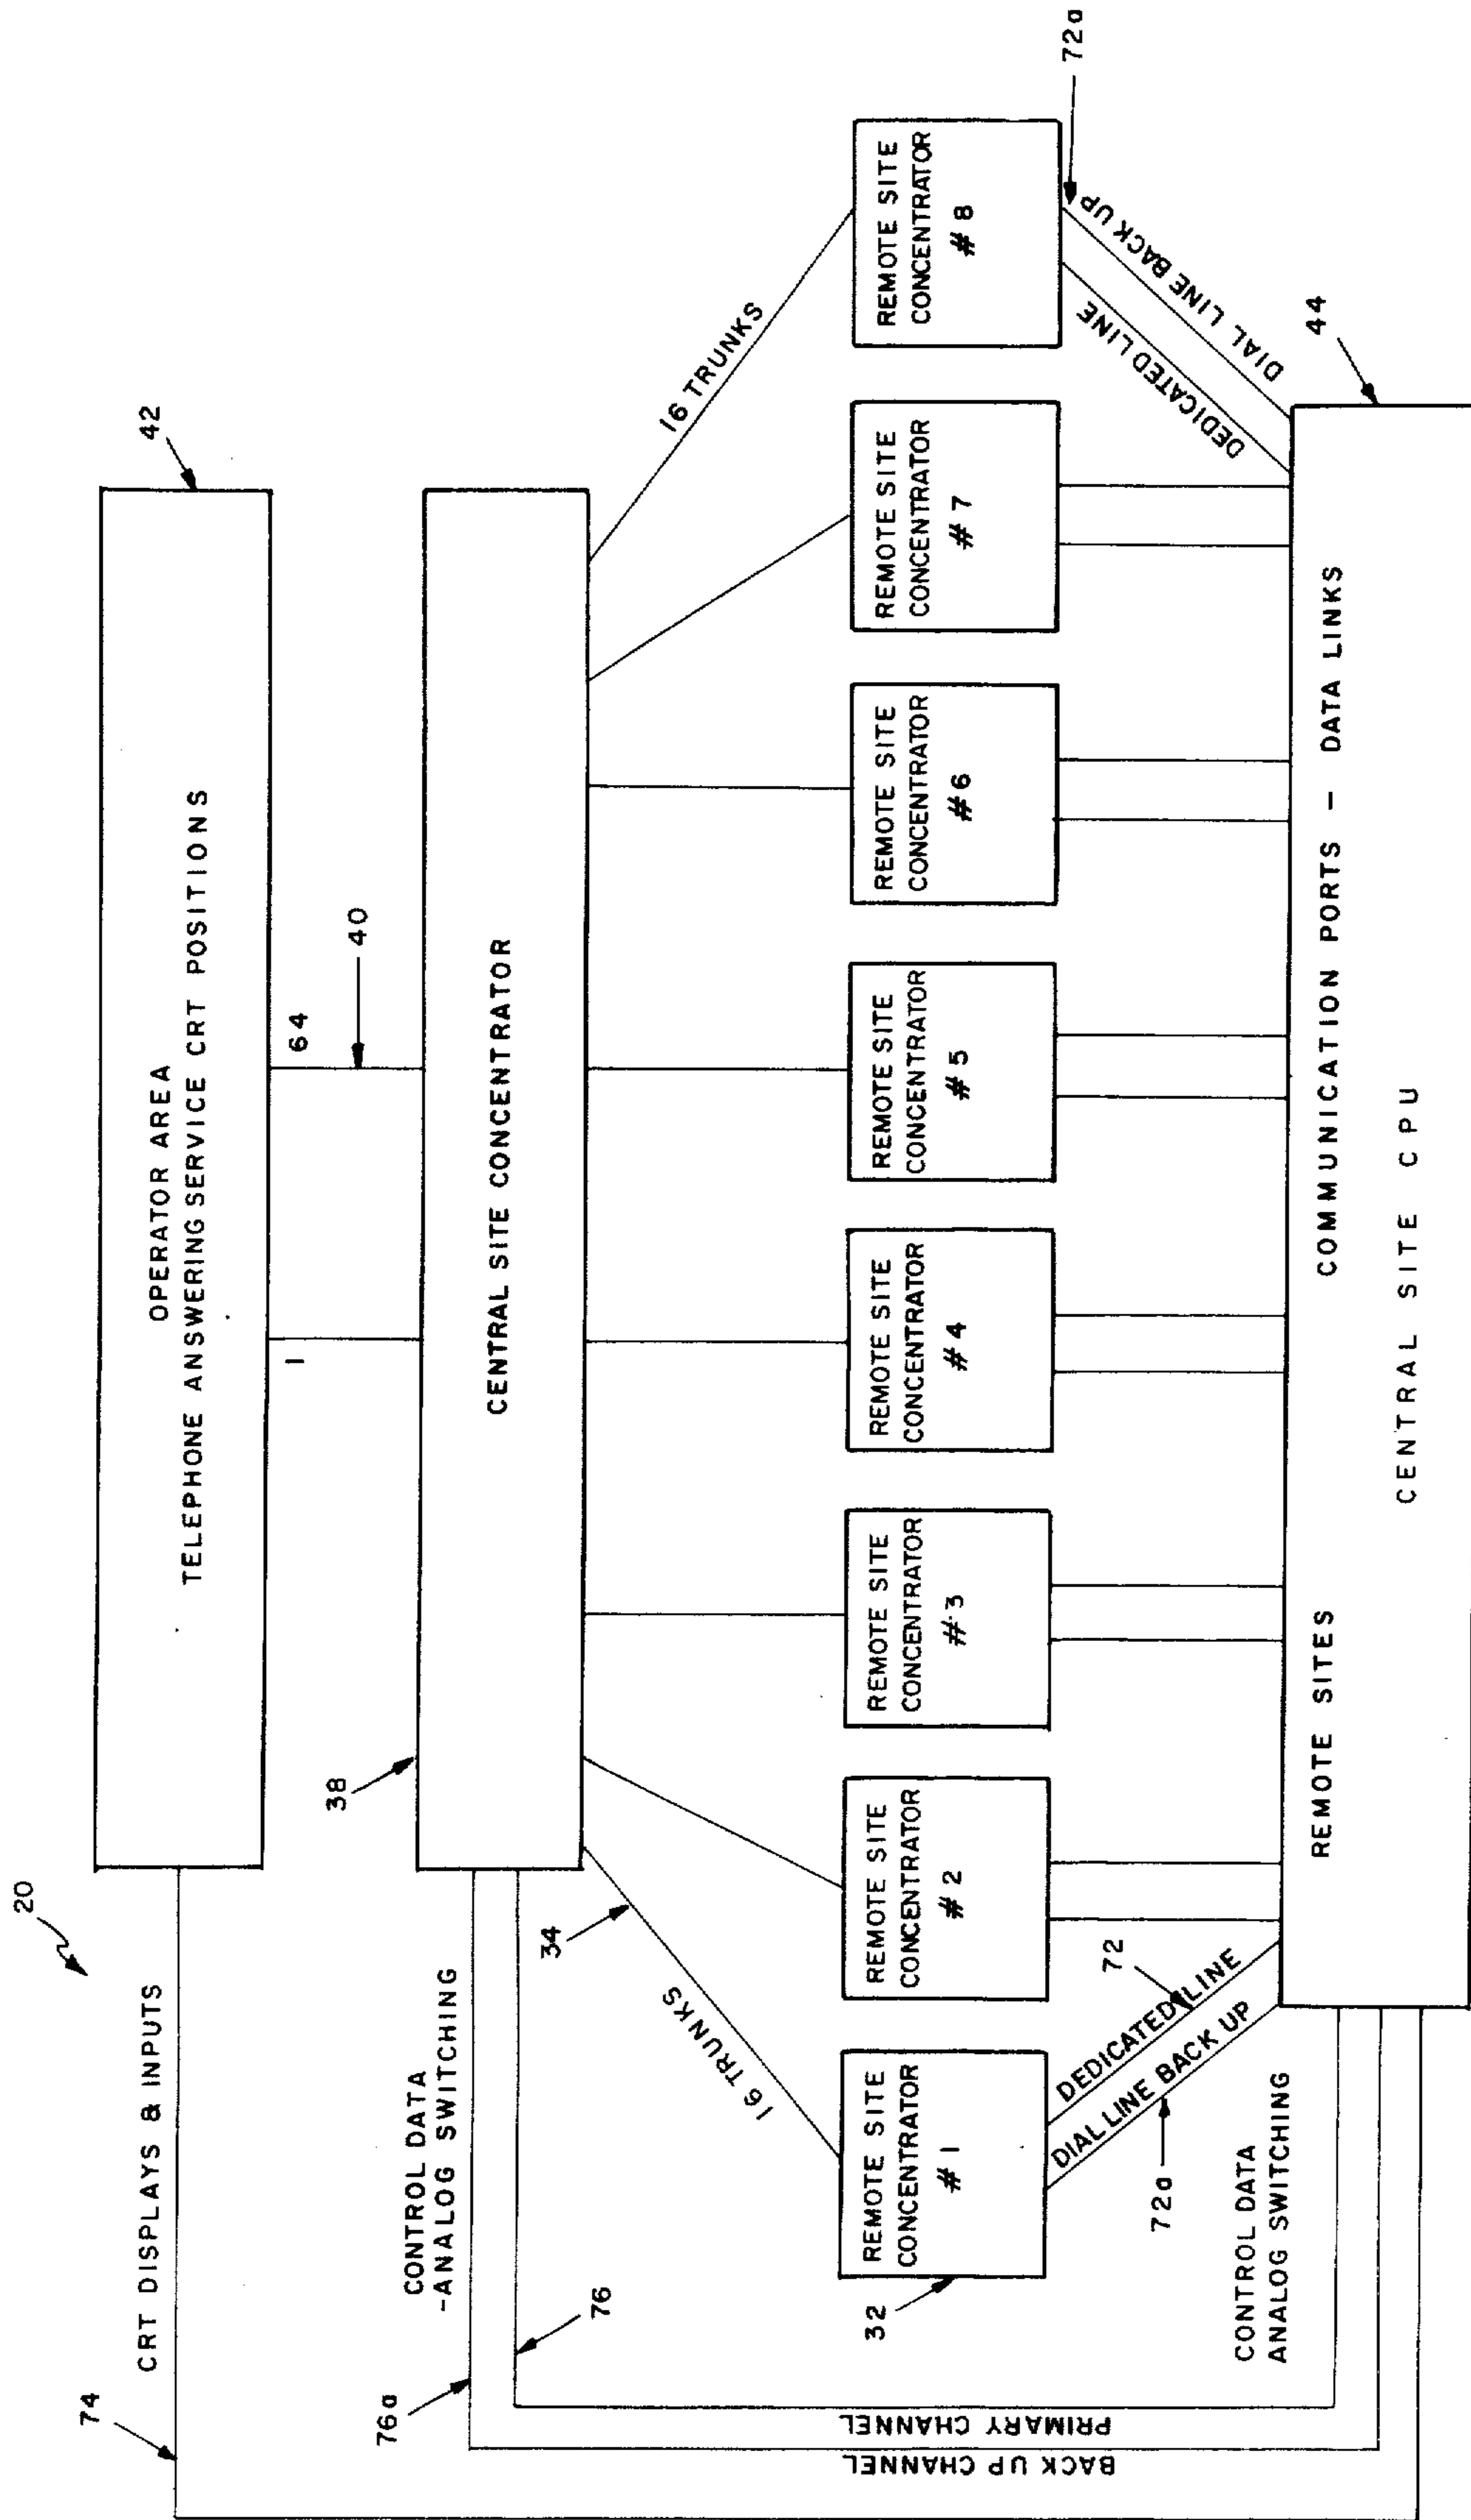 20
42
OPERATOR AREA
TELEPHONE ANSWERING SERVICE CRT POSITIONS
74
CRT DISPLAYS & INPUTS
1
64
40
38
CENTRAL SITE CONCENTRATOR
76a
CONTROL DATA
-ANALOG SWITCHING
76
34
16 TRUNKS
16 TRUNKS
32
REMOTE SITE
CONCENTRATOR
#1
REMOTE SITE
CONCENTRATOR
#2
REMOTE SITE
CONCENTRATOR
#3
REMOTE SITE
CONCENTRATOR
#4
REMOTE SITE
CONCENTRATOR
#5
REMOTE SITE
CONCENTRATOR
#6
REMOTE SITE
CONCENTRATOR
#7
REMOTE SITE
CONCENTRATOR
#8
72a
DEDICATED LINE
72
DIAL LINE BACK UP
72a
DEDICATED LINE
DIAL LINE BACK UP
44
CONTROL DATA
ANALOG SWITCHING
PRIMARY CHANNEL
BACK UP CHANNEL
REMOTE SITES
COMMUNICATION PORTS - DATA LINKS
CENTRAL SITE CPU